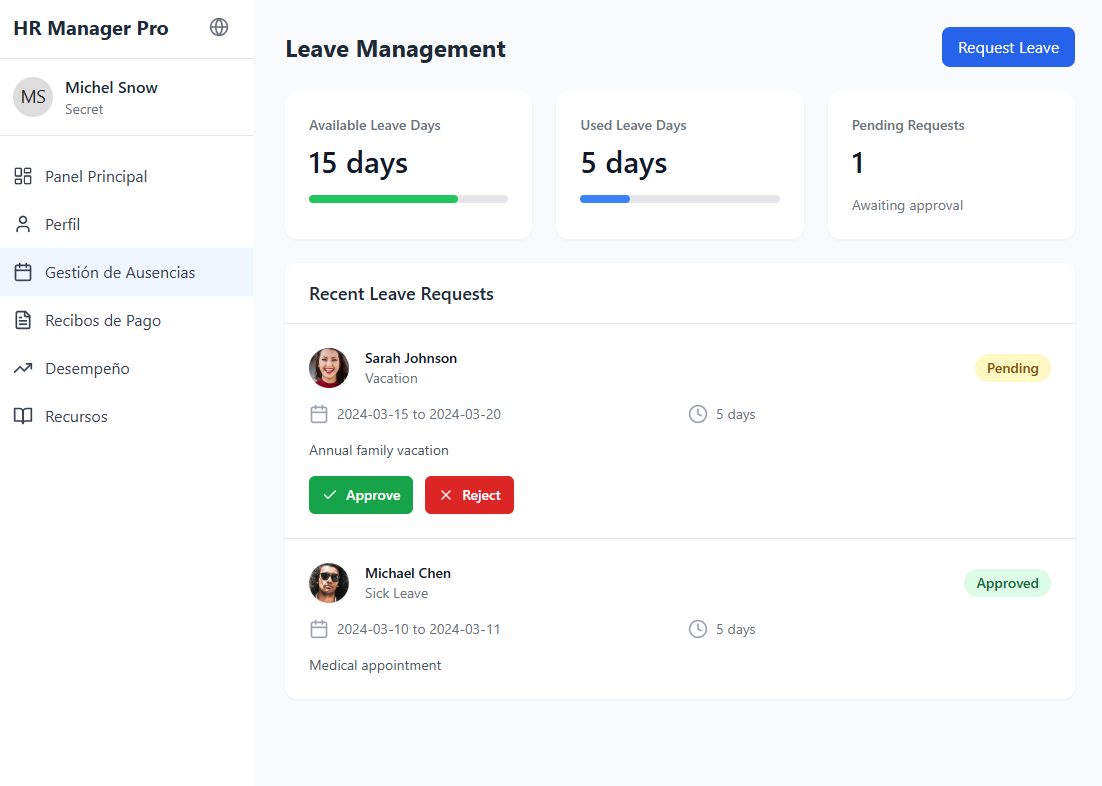 HR Manager Pro
MS
Michel Snow
Secret
Panel Principal
Perfil
Gestión de Ausencias
Recibos de Pago
Desempeño
Recursos
Leave Management
Request Leave
Available Leave Days
15 days
Used Leave Days
5 days
Pending Requests
1
Awaiting approval
Recent Leave Requests
Sarah Johnson
Vacation
Pending
2024-03-15 to 2024-03-20
5 days
Annual family vacation
Approve
Reject
Michael Chen
Sick Leave
Approved
2024-03-10 to 2024-03-11
5 days
Medical appointment